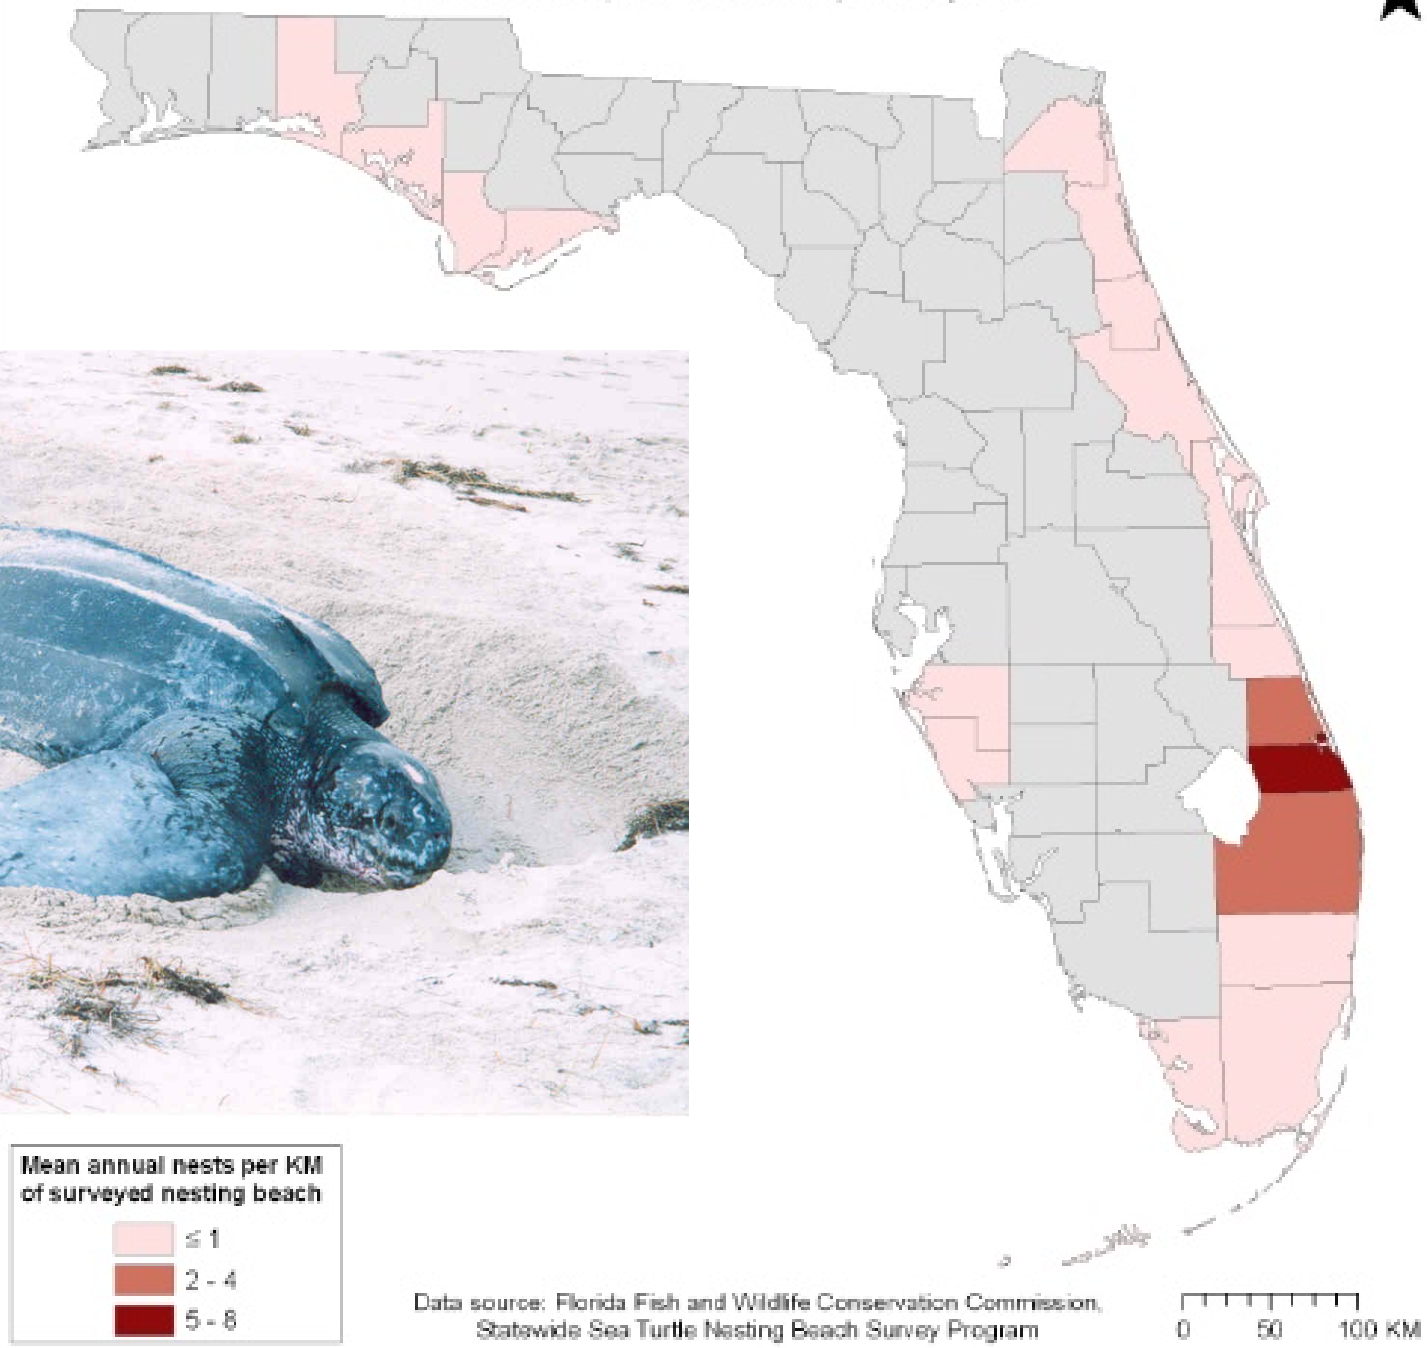 Mean annual nests per KM
of surveyed nesting beach
≤ 1
2 - 4
5 - 8
Data source: Florida Fish and Wildlife Conservation Commission,
Statewide Sea Turtle Nesting Beach Survey Program
0 50 100 KM